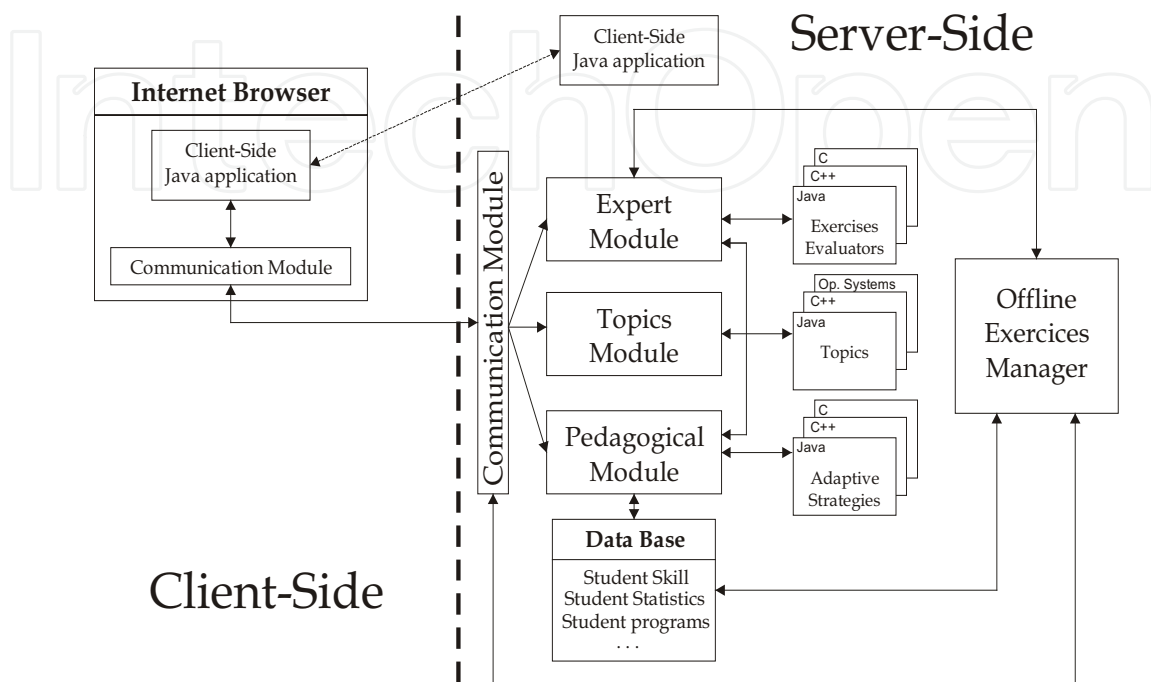 IntechOpen
Server-Side
Client-Side
Java application
Internet Browser
Client-Side
Java application
Communication Module
Communication Module
Expert
Module
C
C++
Java
Exercises
Evaluators
Topics
Module
Op. Systems
C++
Java
Topics
Offline
Exercices
Manager
Pedagogical
Module
C
C++
Java
Adaptive
Strategies
Data Base
Student Skill
Student Statistics
Student programs
. . .
Client-Side